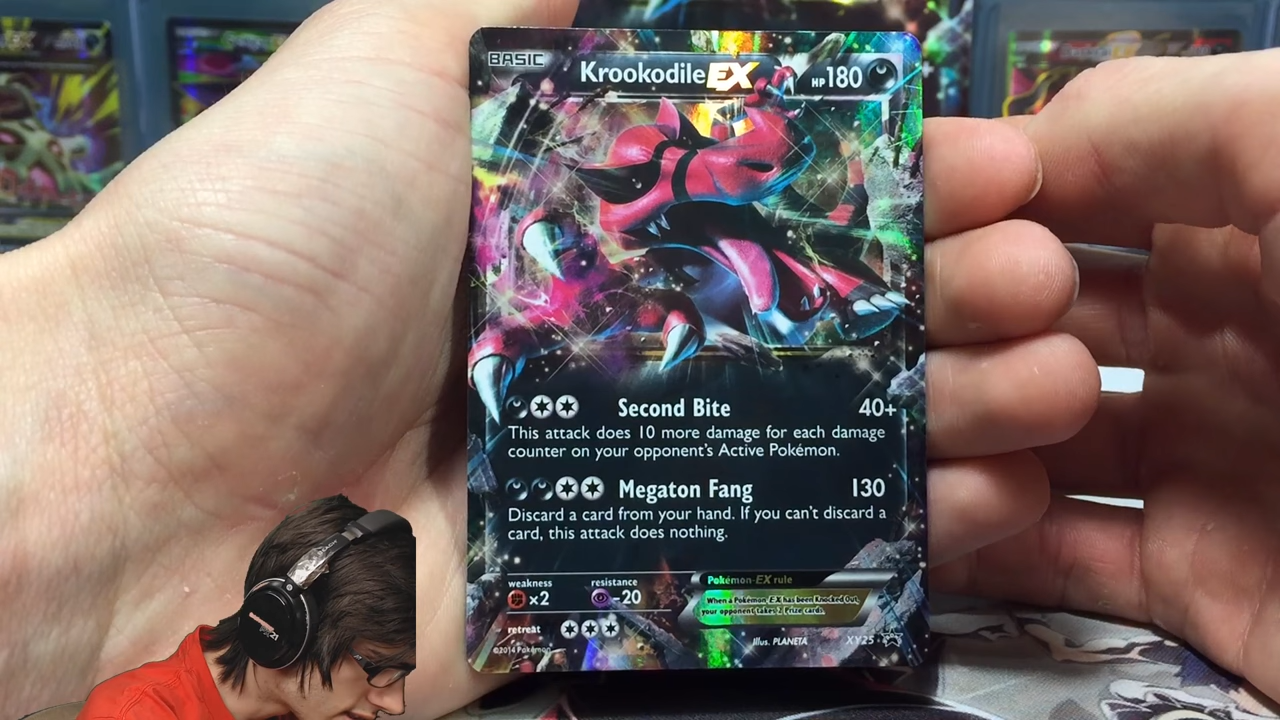 BASIC
Krookodile EX HP 180
Second Bite 40+
This attack does 10 more damage for each damage
counter on your opponent's Active Pokémon.
Megaton Fang 130
Discard a card from your hand. If you can't discard a
card, this attack does nothing.
weakness resistance
×2 -20
Pokémon-EX rule
When a Pokémon-EX has been Knocked Out,
your opponent takes 2 Prize cards.
retreat
Illus. PLANETA XY25
©2014 Pokémon